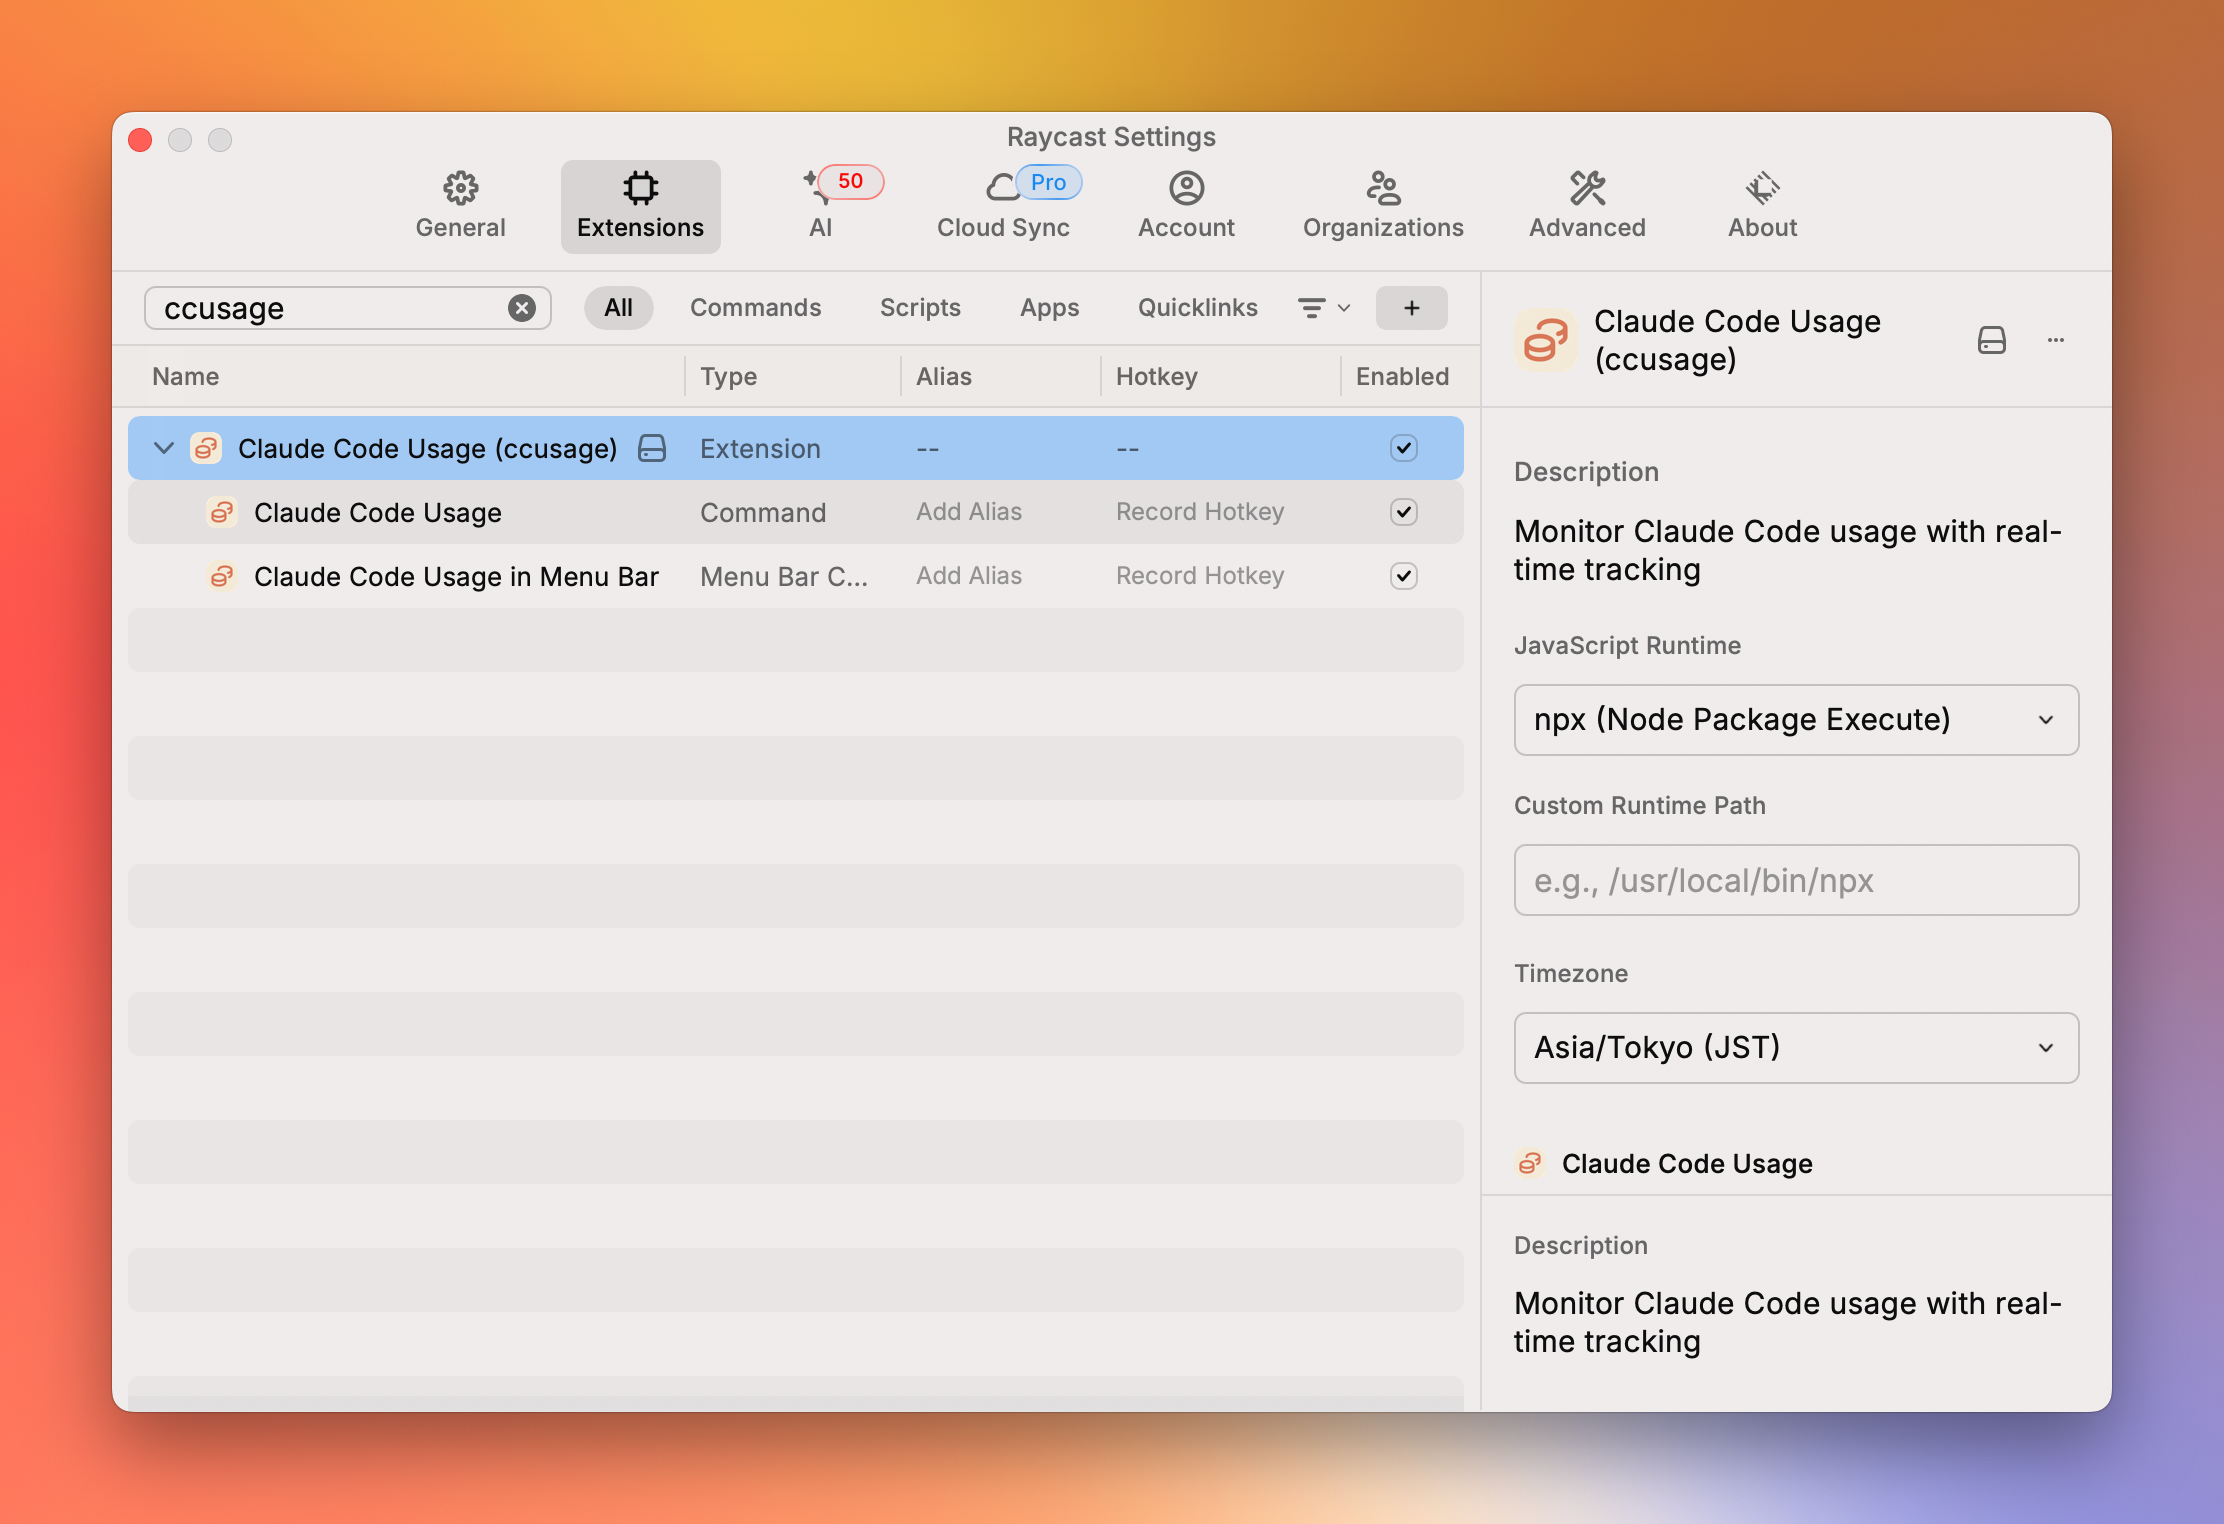 Raycast Settings
General
Extensions
50
AI
Pro
Cloud Sync
Account
Organizations
Advanced
About
ccusage
All Commands Scripts Apps Quicklinks +
Name Type Alias Hotkey Enabled
Claude Code Usage (ccusage) Extension -- --
Claude Code Usage Command Add Alias Record Hotkey
Claude Code Usage in Menu Bar Menu Bar C... Add Alias Record Hotkey
Claude Code Usage
(ccusage)
Description
Monitor Claude Code usage with real-
time tracking
JavaScript Runtime
npx (Node Package Execute)
Custom Runtime Path
e.g., /usr/local/bin/npx
Timezone
Asia/Tokyo (JST)
Claude Code Usage
Description
Monitor Claude Code usage with real-
time tracking